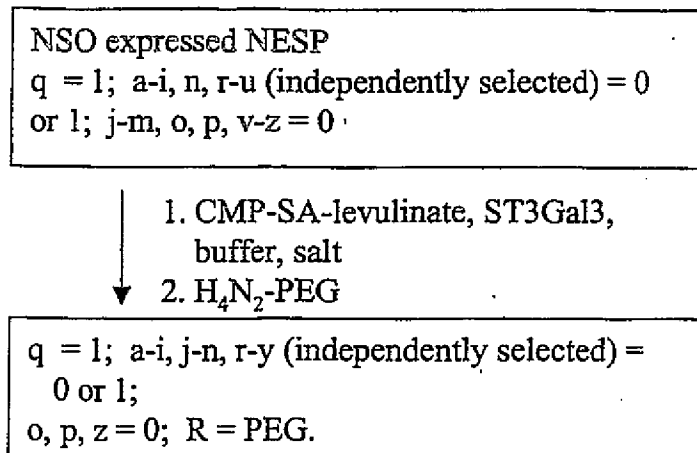 NSO expressed NESP
q = 1; a-i, n, r-u (independently selected) = 0
or 1; j-m, o, p, v-z = 0
1. CMP-SA-levulinate, ST3Gal3,
buffer, salt
2. H₄N₂-PEG
q = 1; a-i, j-n, r-y (independently selected) =
0 or 1;
o, p, z = 0; R = PEG.